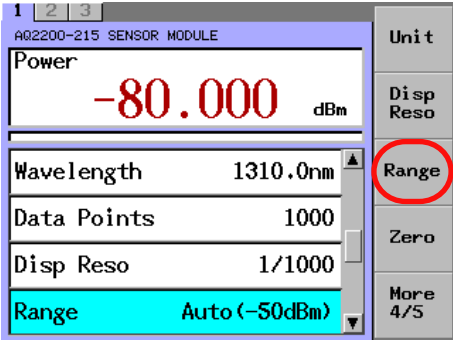 1 2 3
AQ2200-215 SENSOR MODULE
Power
-80.000 dBm
Wavelength 1310.0nm
Data Points 1000
Disp Reso 1/1000
Range Auto(-50dBm)
Unit
Disp
Reso
Range
Zero
More
4/5